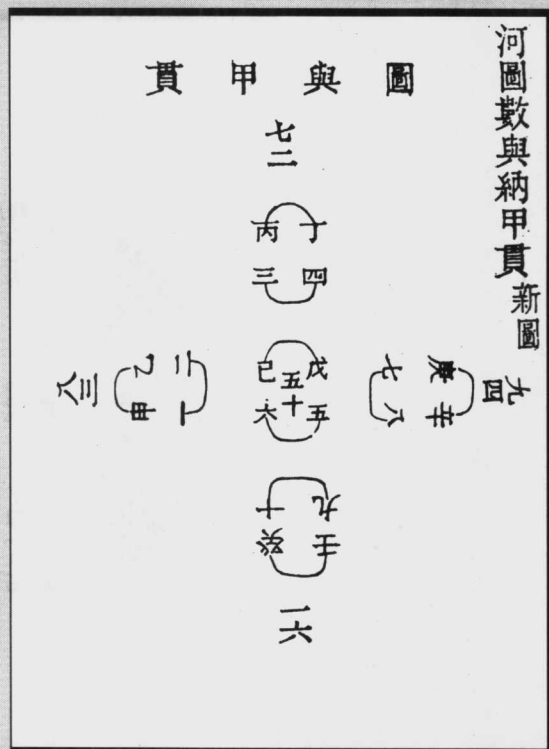 河圖數與納甲貫
新圖
圖與甲貫
七二
丙丁
三四
九四
庚辛
七八
己戊
五十
六五
二一
乙甲
八三
十九
癸壬
一六